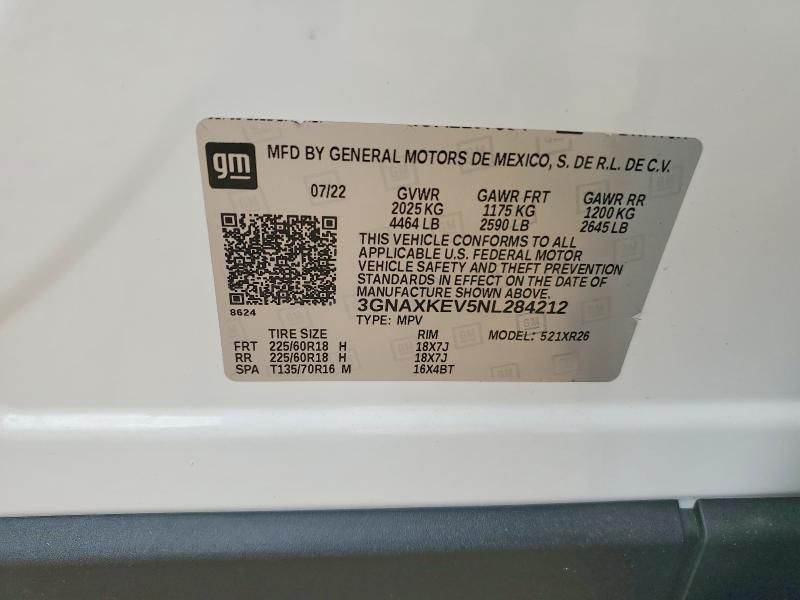 gm
MFD BY GENERAL MOTORS DE MEXICO, S. DE R.L. DE C.V.
07/22 GVWR GAWR FRT GAWR RR
2025 KG 1175 KG 1200 KG
4464 LB 2590 LB 2645 LB
THIS VEHICLE CONFORMS TO ALL
APPLICABLE U.S. FEDERAL MOTOR
VEHICLE SAFETY AND THEFT PREVENTION
STANDARDS IN EFFECT ON THE DATE OF
MANUFACTURE SHOWN ABOVE.
8624 3GNAXKEV5NL284212
TYPE: MPV
TIRE SIZE RIM MODEL: 521XR26
FRT 225/60R18 H 18X7J
RR 225/60R18 H 18X7J
SPA T135/70R16 M 16X4BT